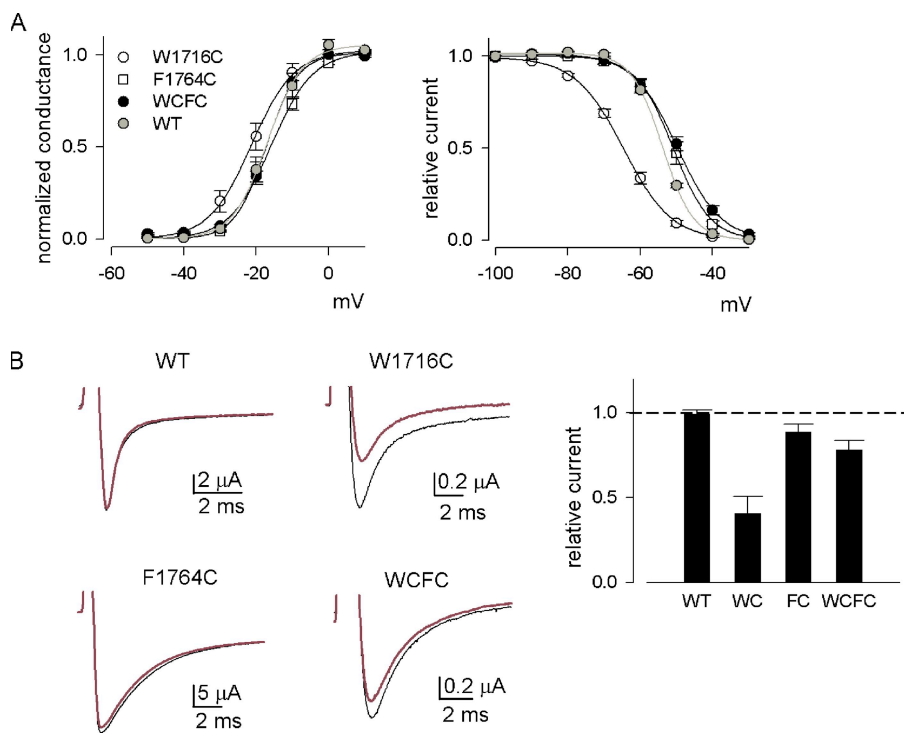 A
normalized conductance
1.0
0.5
0.0
W1716C
F1764C
WCFC
WT
-60
-40
-20
0
mV
relative current
1.0
0.5
0.0
-100
-80
-60
-40
mV
B
WT
2 µA
2 ms
W1716C
0.2 µA
2 ms
F1764C
5 µA
2 ms
WCFC
0.2 µA
2 ms
relative current
1.0
0.5
0.0
WT WC FC WCFC